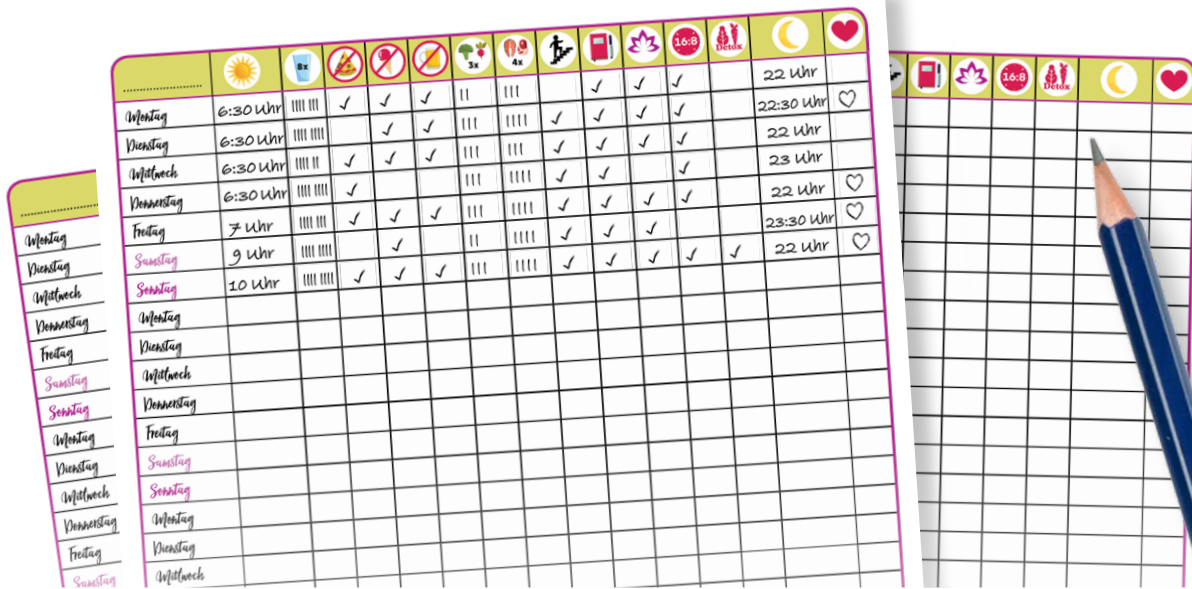 8x 3x 4x 16:8 Detox
Montag 6:30 Uhr 22 Uhr
Dienstag 6:30 Uhr 22:30 Uhr
Mittwoch 6:30 Uhr 22 Uhr
Donnerstag 6:30 Uhr 23 Uhr
Freitag 7 Uhr 22 Uhr
Samstag 9 Uhr 23:30 Uhr
Sonntag 10 Uhr 22 Uhr
Montag
Dienstag
Mittwoch
Donnerstag
Freitag
Samstag
Sonntag
Montag
Dienstag
Mittwoch
Montag
Dienstag
Mittwoch
Donnerstag
Freitag
Samstag
Sonntag
Montag
Dienstag
Mittwoch
Donnerstag
Freitag
Samstag
16:8 Detox